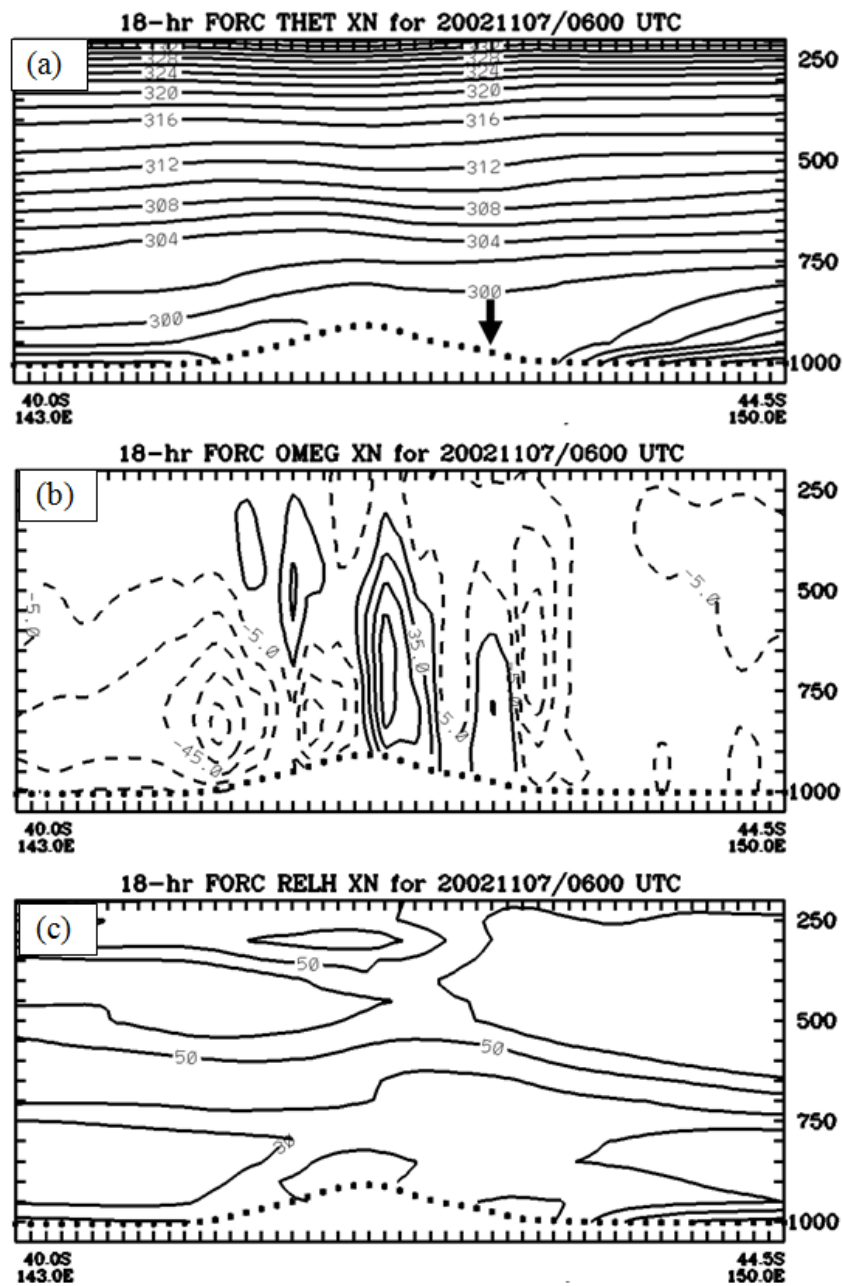 18-hr FORC THET XN for 20021107/0600 UTC
(a)
332
332
328
328
324
324
320
320
316
316
312
312
308
308
304
304
300
300
250
500
750
1000
40.0S
143.0E
44.5S
150.0E
18-hr FORC OMEG XN for 20021107/0600 UTC
(b)
-5.0
-5.0
35.0
-5.0
-5.0
-45.0
250
500
750
1000
40.0S
143.0E
44.5S
150.0E
18-hr FORC RELH XN for 20021107/0600 UTC
(c)
50
50
50
250
500
750
1000
40.0S
143.0E
44.5S
150.0E